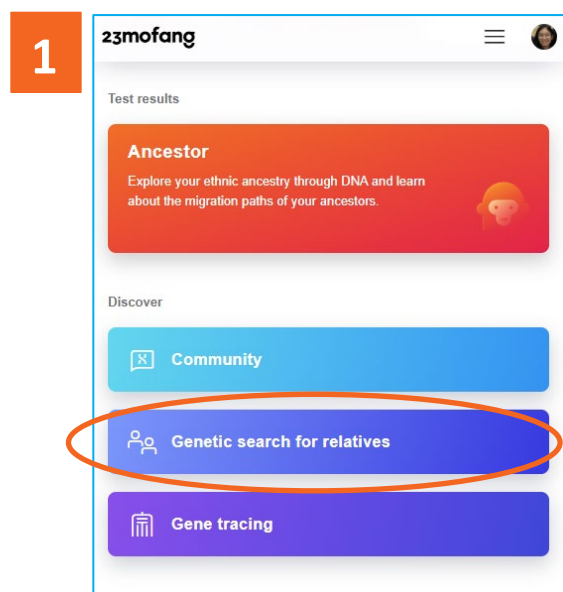 1
23mofang
Test results
Ancestor
Explore your ethnic ancestry through DNA and learn
about the migration paths of your ancestors.
Discover
Community
Genetic search for relatives
Gene tracing